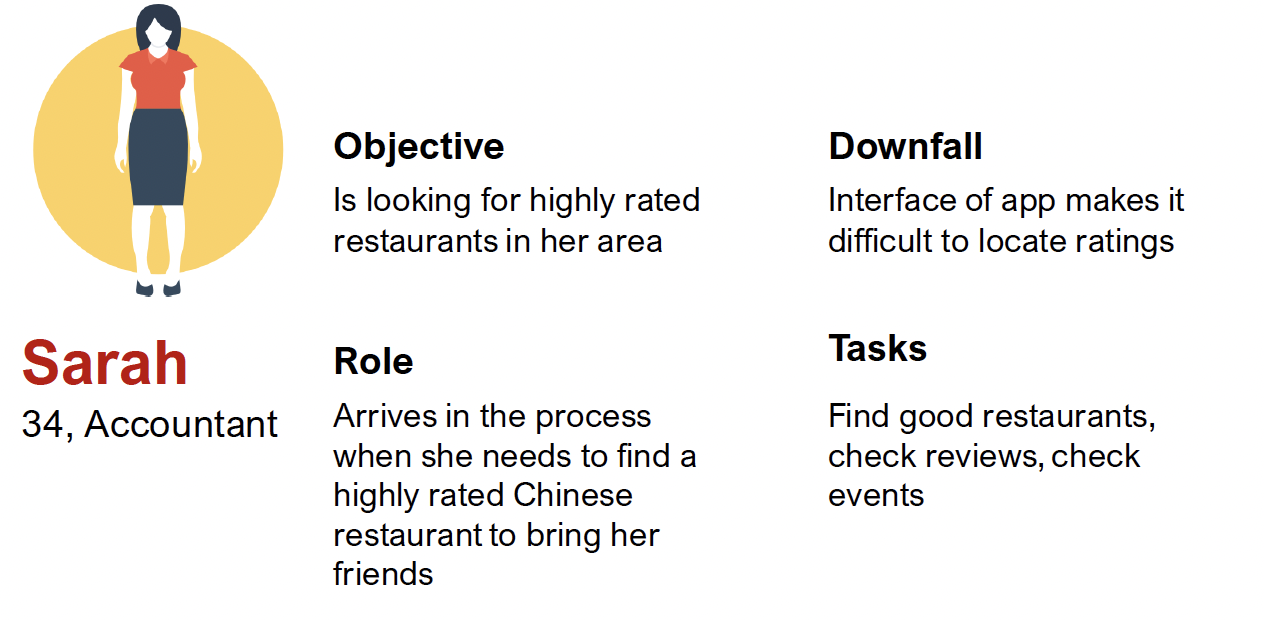 Sarah
34, Accountant
Objective
Is looking for highly rated
restaurants in her area
Role
Arrives in the process
when she needs to find a
highly rated Chinese
restaurant to bring her
friends
Downfall
Interface of app makes it
difficult to locate ratings
Tasks
Find good restaurants,
check reviews, check
events